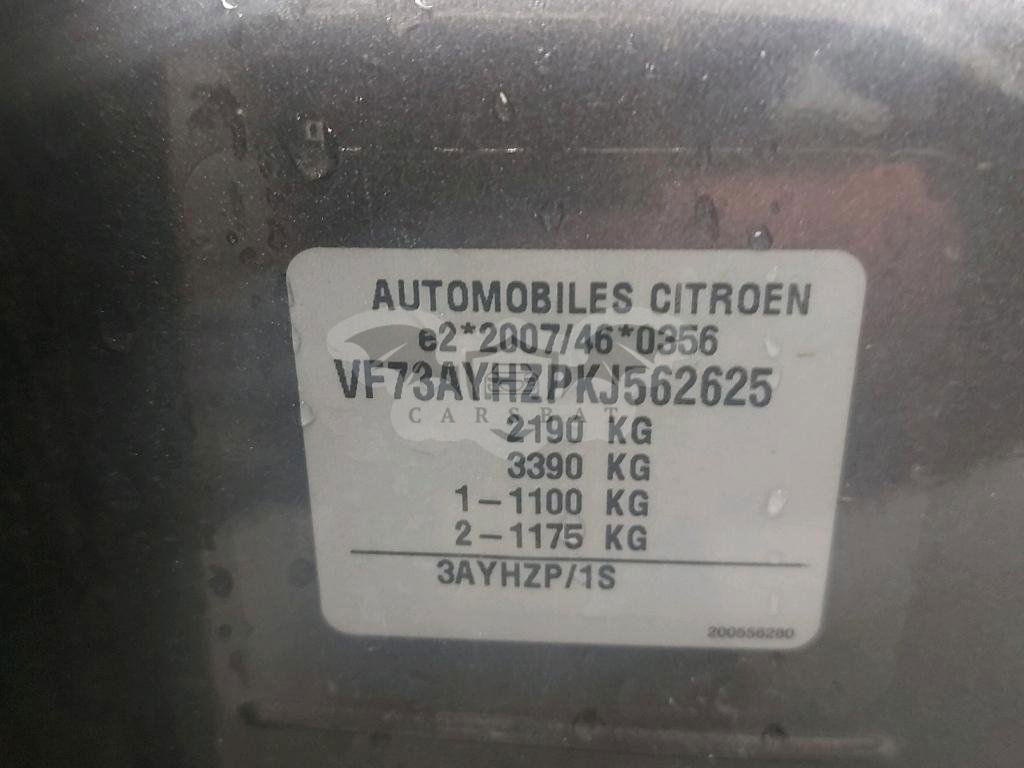 AUTOMOBILES CITROEN
e2*2007/46*0356
VF73AYHZPKJ562625
CARSBAT
2190 KG
3390 KG
1-1100 KG
2-1175 KG
3AYHZP/1S
200556280